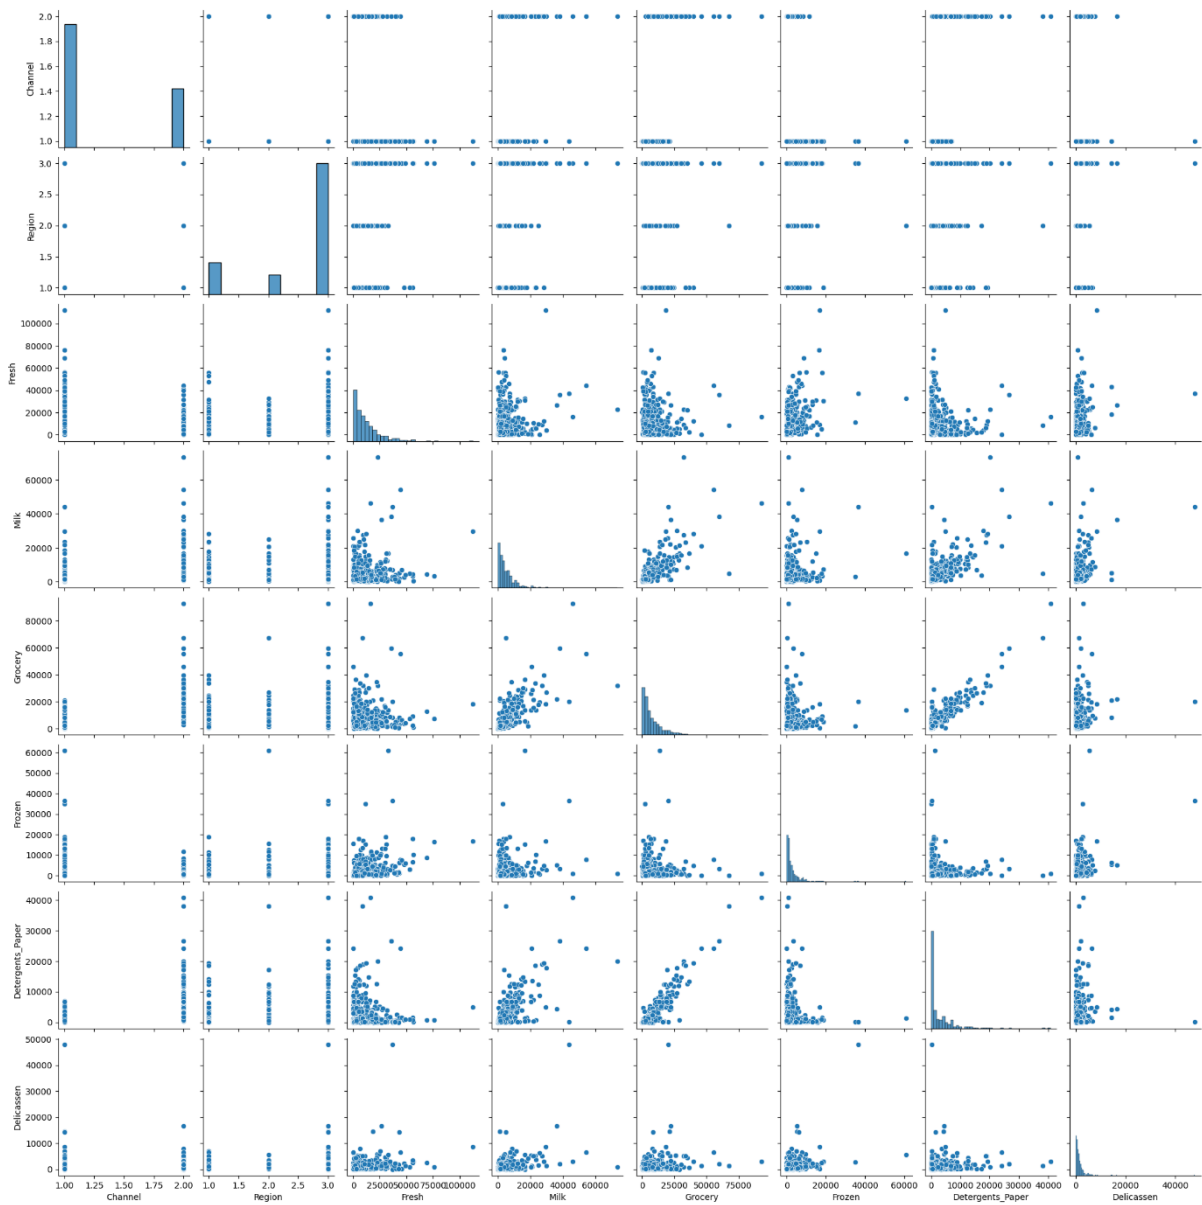 Channel
2.0
1.8
1.6
1.4
1.2
1.0
Region
3.0
2.5
2.0
1.5
1.0
Fresh
100000
80000
60000
40000
20000
0
Milk
60000
40000
20000
0
Grocery
80000
60000
40000
20000
0
Frozen
60000
50000
40000
30000
20000
10000
0
Detergents_Paper
40000
30000
20000
10000
0
Delicassen
50000
40000
30000
20000
10000
0
1.00 1.25 1.50 1.75 2.00
Channel
1.0 1.5 2.0 2.5 3.0
Region
0 25000 50000 75000 100000
Fresh
0 20000 40000 60000
Milk
0 25000 50000 75000
Grocery
0 20000 40000 60000
Frozen
0 10000 20000 30000 40000
Detergents_Paper
0 20000 40000
Delicassen